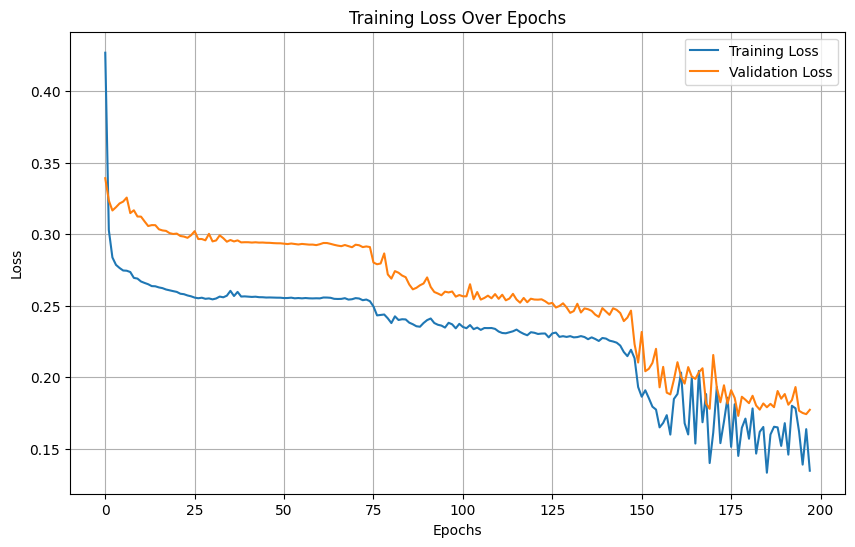 Training Loss Over Epochs
Training Loss
Validation Loss
0.40
0.35
0.30
0.25
0.20
0.15
Loss
0 25 50 75 100 125 150 175 200
Epochs